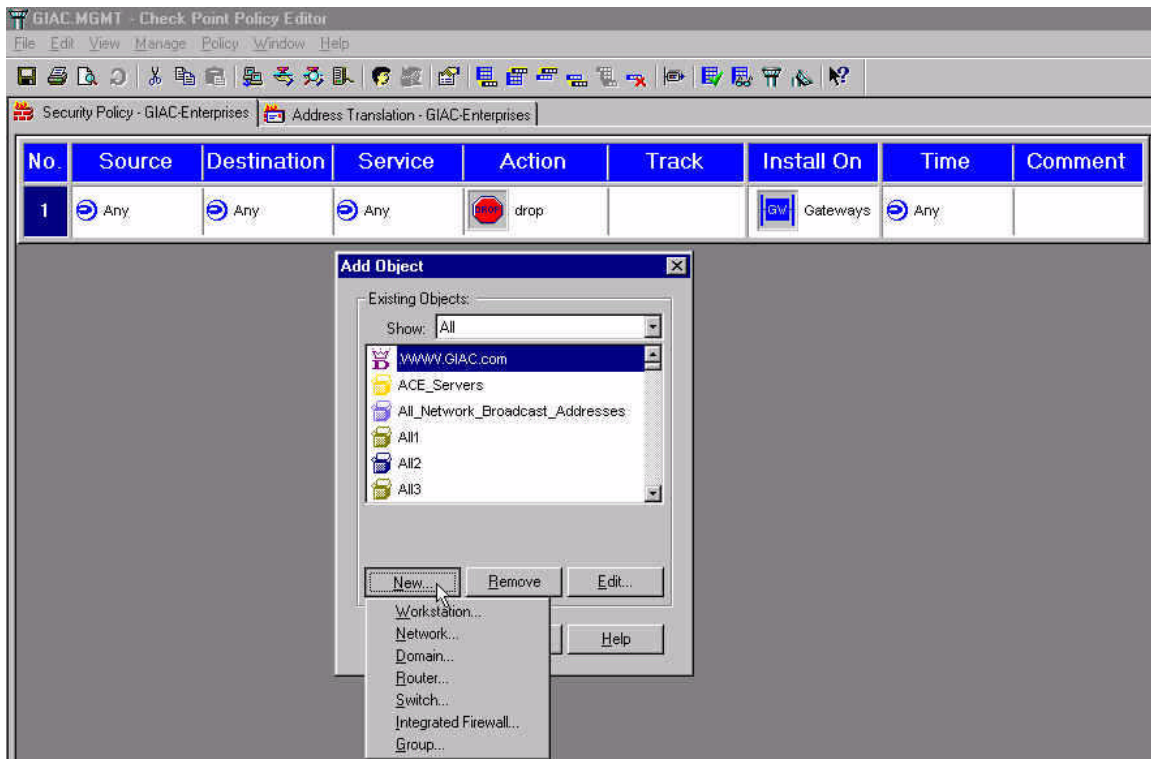 GIAC.MGMT - Check Point Policy Editor
File Edit View Manage Policy Window Help
Security Policy - GIAC-Enterprises Address Translation - GIAC-Enterprises
No. Source Destination Service Action Track Install On Time Comment
1 Any Any Any DROP drop GW Gateways Any
Add Object
Existing Objects:
Show: All
.WWW.GIAC.com
ACE_Servers
All_Network_Broadcast_Addresses
All1
All2
All3
New... Remove Edit...
Workstation...
Network... Help
Domain...
Router...
Switch...
Integrated Firewall...
Group...